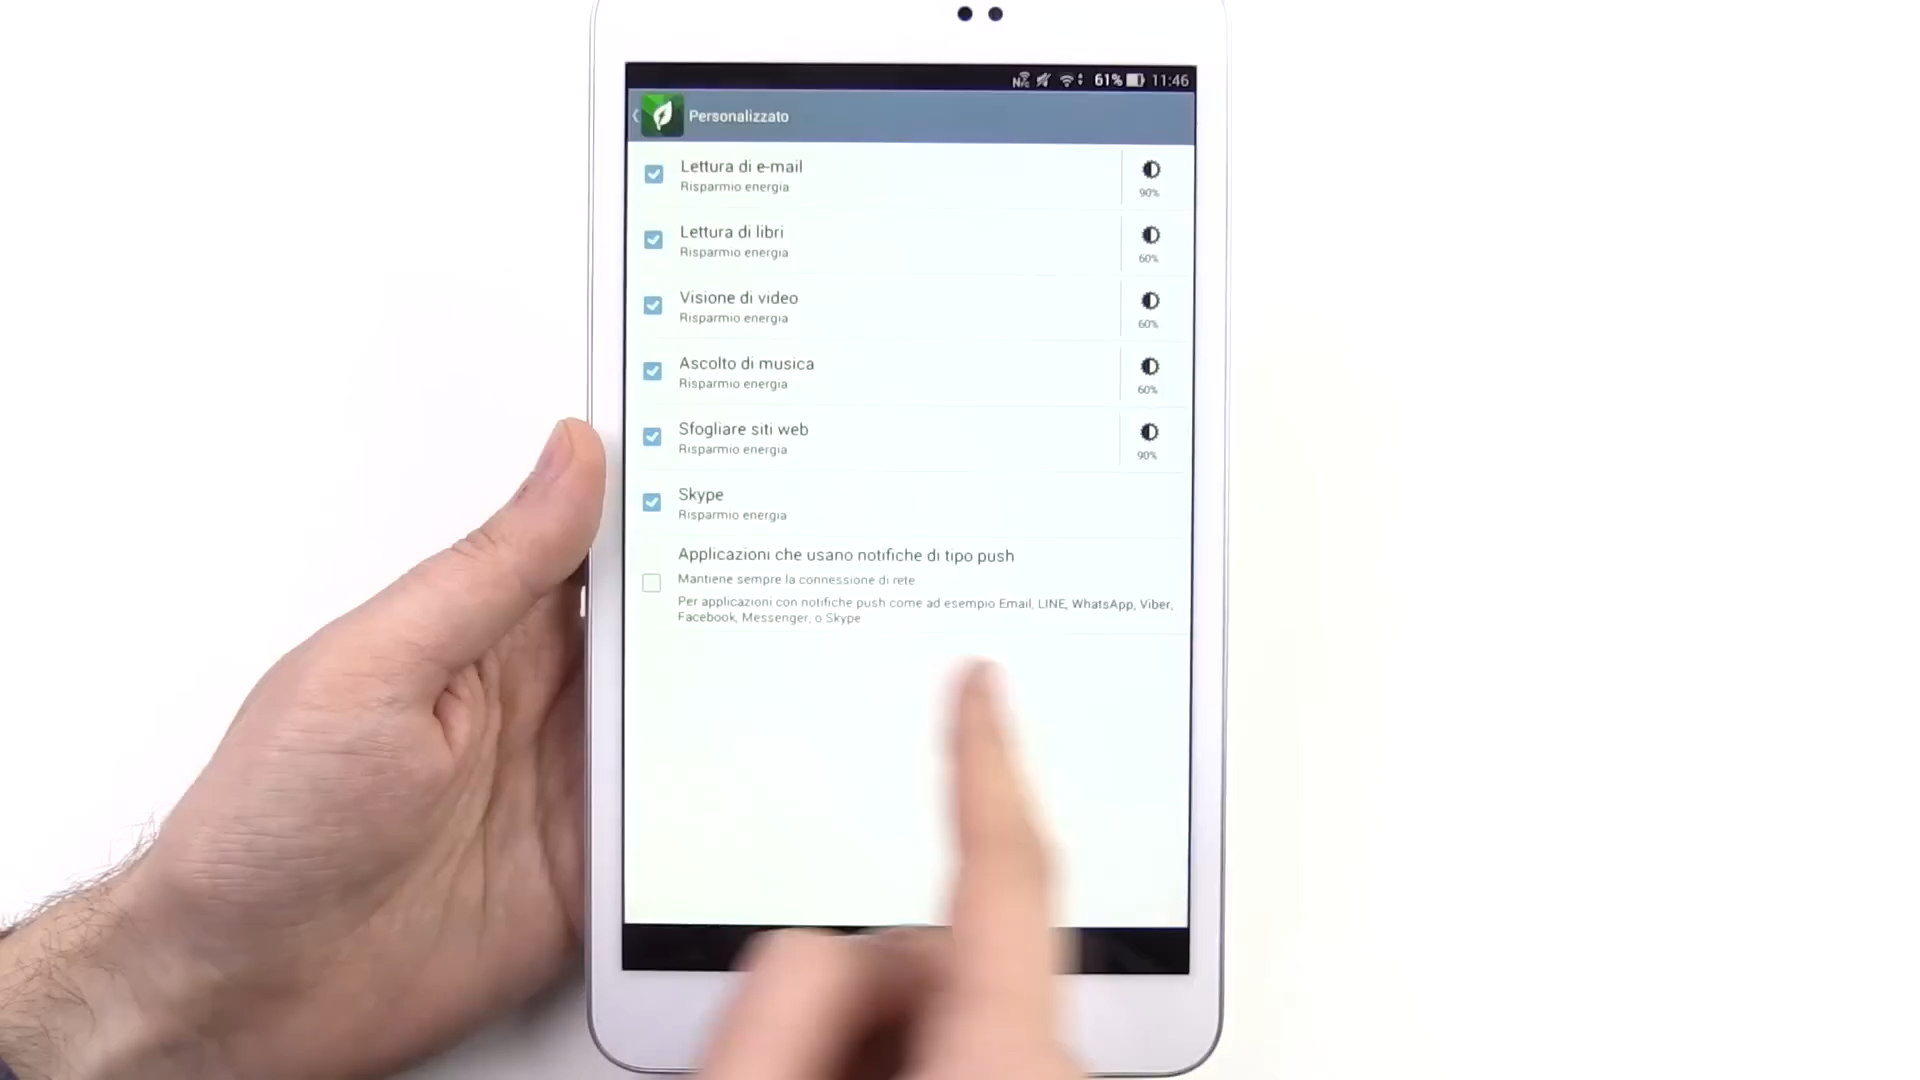 NFC 61% 11:46
Personalizzato
Lettura di e-mail
Risparmio energia
90%
Lettura di libri
Risparmio energia
60%
Visione di video
Risparmio energia
60%
Ascolto di musica
Risparmio energia
60%
Sfogliare siti web
Risparmio energia
90%
Skype
Risparmio energia
Applicazioni che usano notifiche di tipo push
Mantiene sempre la connessione di rete
Per applicazioni con notifiche push come ad esempio Email, LINE, WhatsApp, Viber,
Facebook, Messenger, o Skype